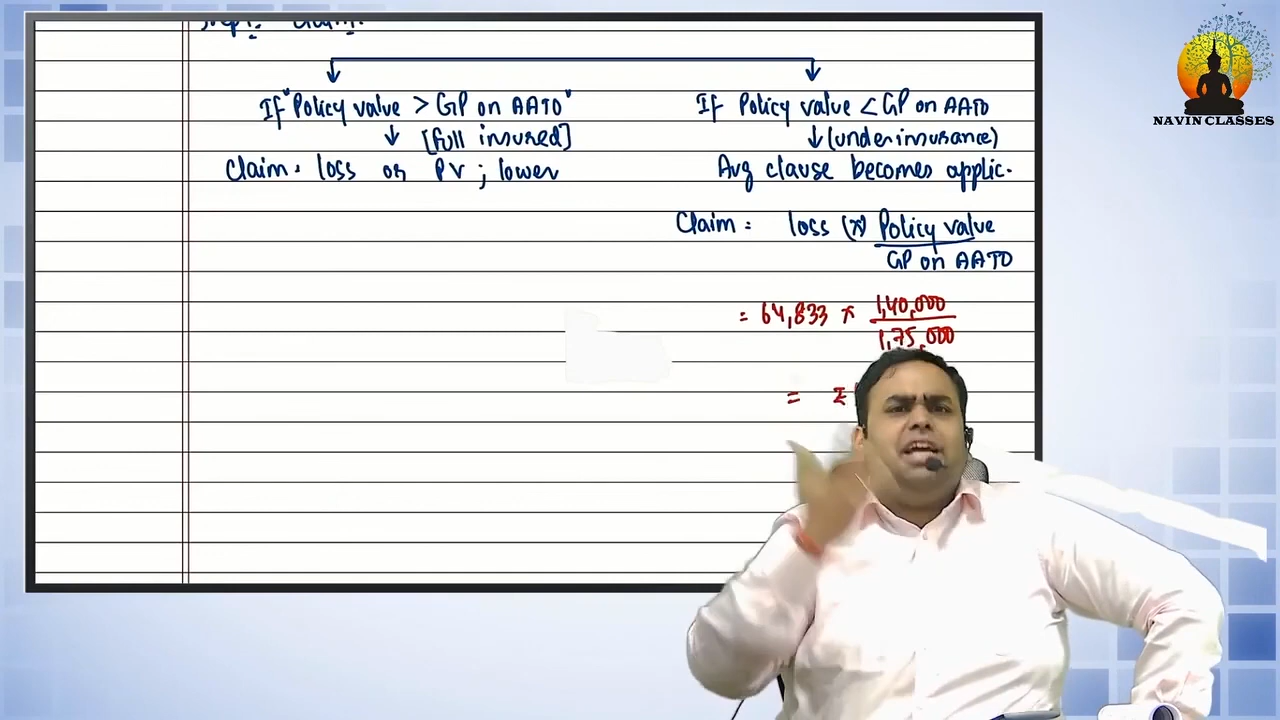 Step: Claim:
If "Policy value > GP on AATO"
[full insured]
Claim = loss or PV ; lower
If Policy value < GP on AATO
(underinsurance)
Avg clause becomes applic.
Claim = loss (x) Policy value
GP on AATO
= 64,833 x 1,40,000
1,75,000
= ₹
NAVIN CLASSES